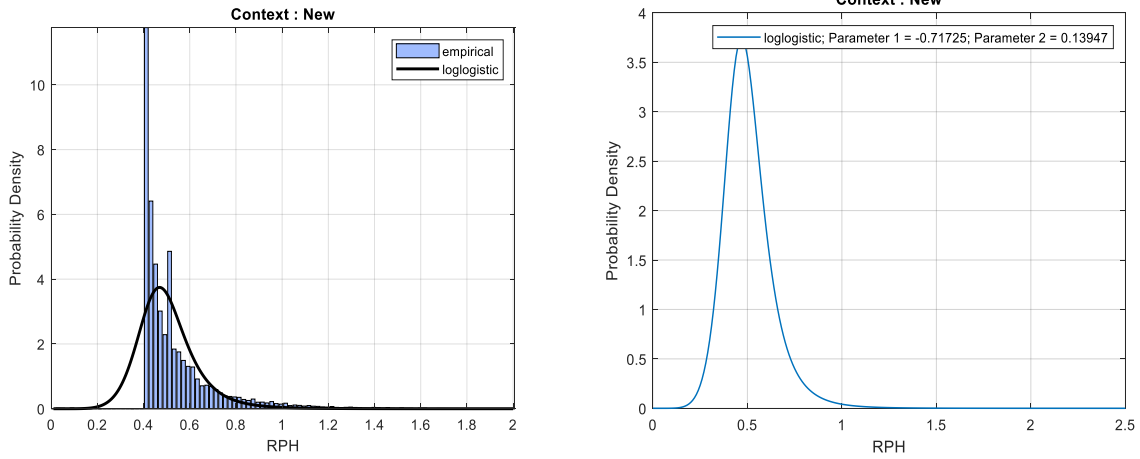 Context : New
empirical
loglogistic
Probability Density
10
8
6
4
2
0
0 0.2 0.4 0.6 0.8 1 1.2 1.4 1.6 1.8 2
RPH
Context : New
loglogistic; Parameter 1 = -0.71725; Parameter 2 = 0.13947
Probability Density
4
3.5
3
2.5
2
1.5
1
0.5
0
0 0.5 1 1.5 2 2.5
RPH